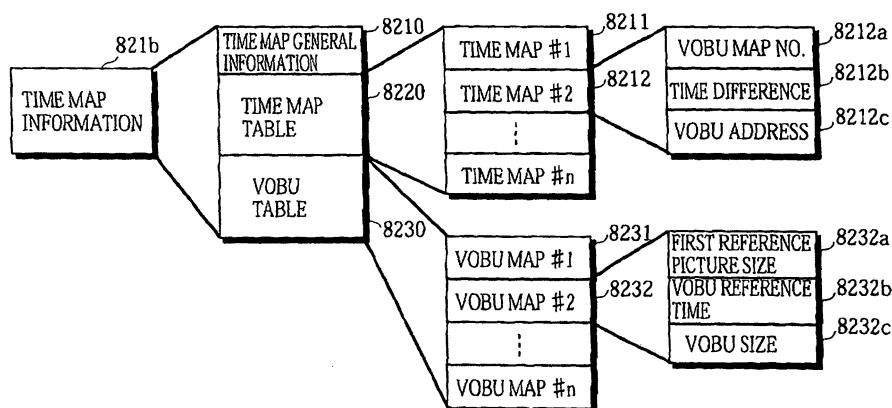 821b
TIME MAP
INFORMATION
8210
TIME MAP GENERAL
INFORMATION
8220
TIME MAP
TABLE
VOBU
TABLE
8230
8211
TIME MAP #1
8212
TIME MAP #2
TIME MAP #n
8212a
VOBU MAP NO.
8212b
TIME DIFFERENCE
8212c
VOBU ADDRESS
8231
VOBU MAP #1
8232
VOBU MAP #2
VOBU MAP #n
8232a
FIRST REFERENCE
PICTURE SIZE
8232b
VOBU REFERENCE
TIME
8232c
VOBU SIZE